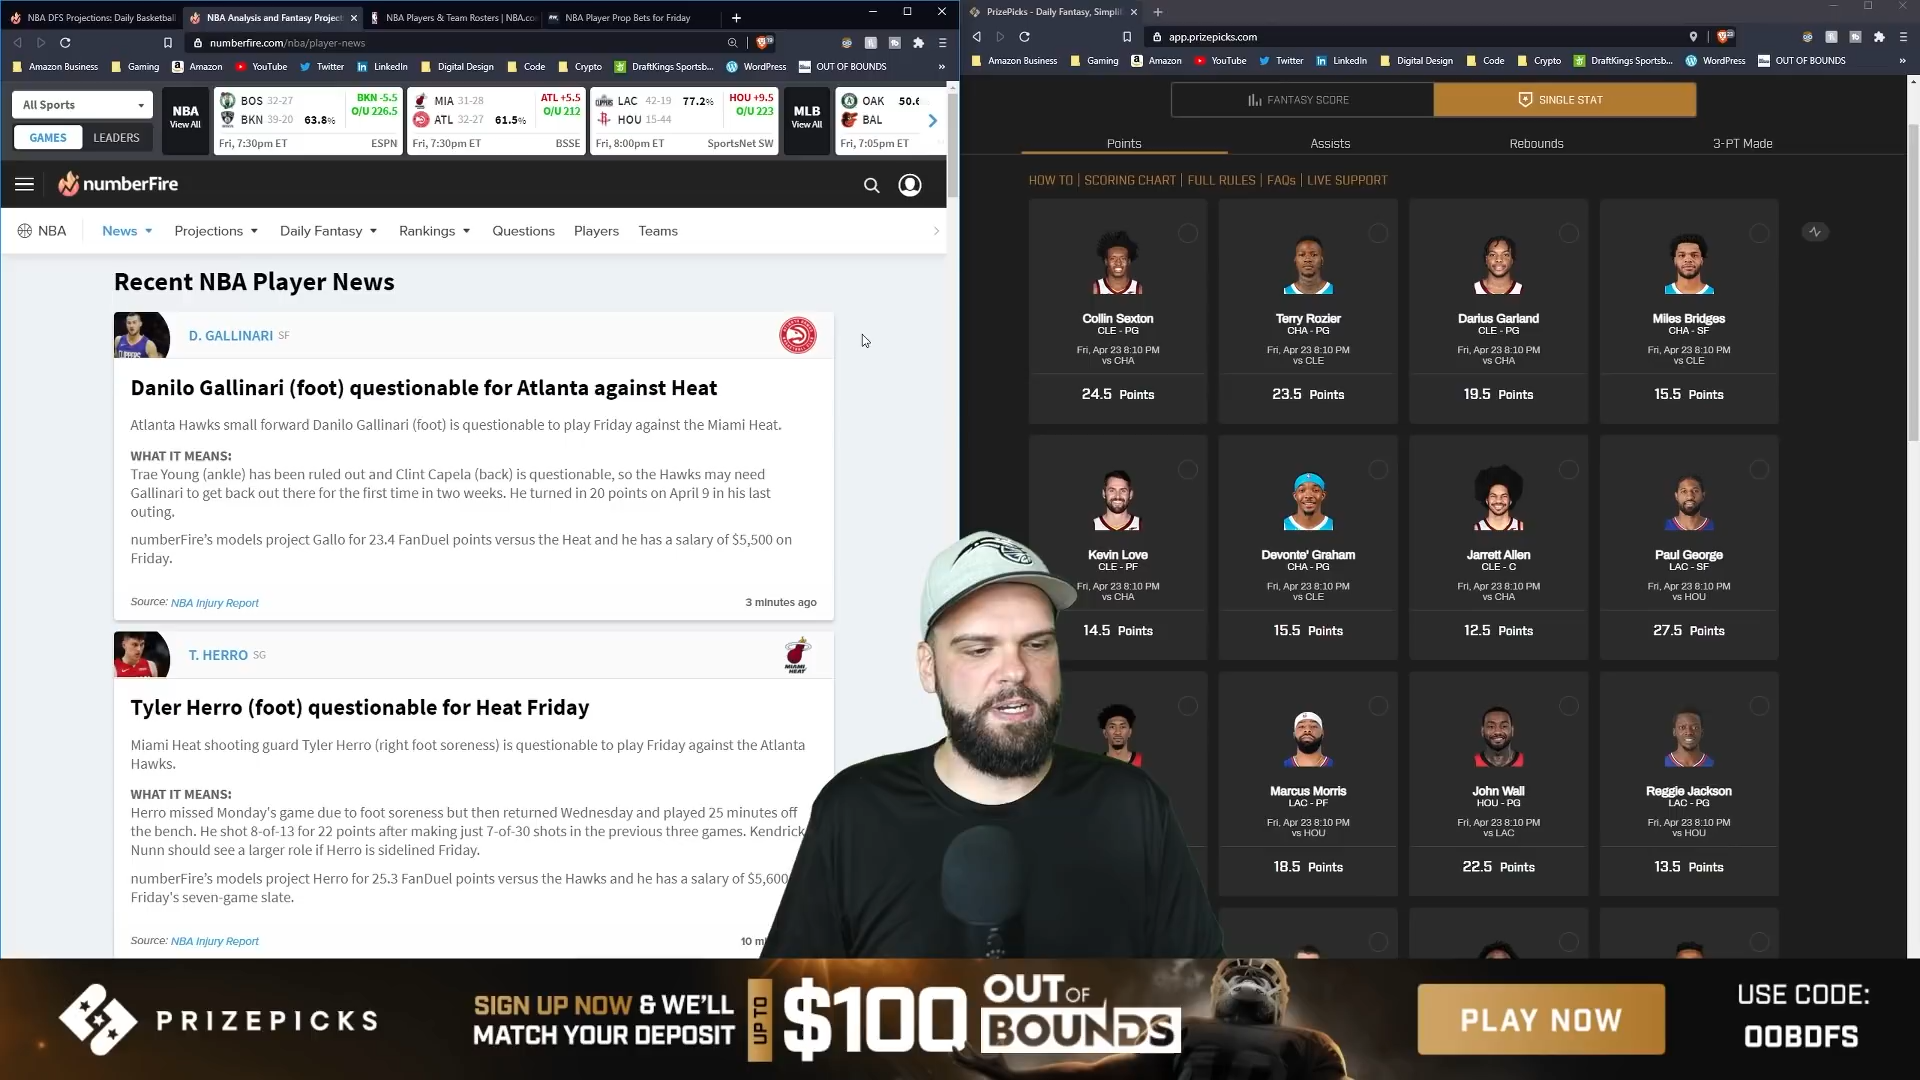 NBA DFS Projections: Daily Basketball
NBA Analysis and Fantasy Project
NBA Players & Team Rosters | NBA.co
NBA Player Prop Bets for Friday
numberfire.com/nba/player-news
Amazon Business Gaming Amazon YouTube Twitter LinkedIn Digital Design Code Crypto DraftKings Sportsb... WordPress OUT OF BOUNDS »
All Sports
GAMES LEADERS
NBA
View All
BOS 32-27 BKN -5.5
O/U 226.5
BKN 39-20 63.8%
Fri, 7:30pm ET ESPN
MIA 31-28 ATL +5.5
O/U 212
ATL 32-27 61.5%
Fri, 7:30pm ET BSSE
LAC 42-19 77.2% HOU +9.5
O/U 223
HOU 15-44
Fri, 8:00pm ET SportsNet SW
MLB
View All
OAK 50.6
BAL
Fri, 7:05pm ET
numberFire
NBA News Projections Daily Fantasy Rankings Questions Players Teams
Recent NBA Player News
D. GALLINARI SF
Danilo Gallinari (foot) questionable for Atlanta against Heat
Atlanta Hawks small forward Danilo Gallinari (foot) is questionable to play Friday against the Miami Heat.
WHAT IT MEANS:
Trae Young (ankle) has been ruled out and Clint Capela (back) is questionable, so the Hawks may need
Gallinari to get back out there for the first time in two weeks. He turned in 20 points on April 9 in his last
outing.
numberFire's models project Gallo for 23.4 FanDuel points versus the Heat and he has a salary of $5,500 on
Friday.
Source: NBA Injury Report 3 minutes ago
T. HERRO SG
MIAMI HEAT
Tyler Herro (foot) questionable for Heat Friday
Miami Heat shooting guard Tyler Herro (right foot soreness) is questionable to play Friday against the Atlanta
Hawks.
WHAT IT MEANS:
Herro missed Monday's game due to foot soreness but then returned Wednesday and played 25 minutes off
the bench. He shot 8-of-13 for 22 points after making just 7-of-30 shots in the previous three games. Kendrick
Nunn should see a larger role if Herro is sidelined Friday.
numberFire's models project Herro for 25.3 FanDuel points versus the Hawks and he has a salary of $5,600
Friday's seven-game slate.
Source: NBA Injury Report 10
PrizePicks - Daily Fantasy, Simpli
app.prizepicks.com
Amazon Business Gaming Amazon YouTube Twitter LinkedIn Digital Design Code Crypto DraftKings Sportsb... WordPress OUT OF BOUNDS »
FANTASY SCORE SINGLE STAT
Points Assists Rebounds 3-PT Made
HOW TO | SCORING CHART | FULL RULES | FAQs | LIVE SUPPORT
Collin Sexton
CLE - PG
Fri, Apr 23 8:10 PM
vs CHA
24.5 Points
Terry Rozier
CHA - PG
Fri, Apr 23 8:10 PM
vs CLE
23.5 Points
Darius Garland
CLE - PG
Fri, Apr 23 8:10 PM
vs CHA
19.5 Points
Miles Bridges
CHA - SF
Fri, Apr 23 8:10 PM
vs CLE
15.5 Points
Kevin Love
CLE - PF
Fri, Apr 23 8:10 PM
vs CHA
14.5 Points
Devonte' Graham
CHA - PG
Fri, Apr 23 8:10 PM
vs CLE
15.5 Points
Jarrett Allen
CLE - C
Fri, Apr 23 8:10 PM
vs CHA
12.5 Points
Paul George
LAC - SF
Fri, Apr 23 8:10 PM
vs HOU
27.5 Points
Marcus Morris
LAC - PF
Fri, Apr 23 8:10 PM
vs HOU
18.5 Points
John Wall
HOU - PG
Fri, Apr 23 8:10 PM
vs LAC
22.5 Points
Reggie Jackson
LAC - PG
Fri, Apr 23 8:10 PM
vs HOU
13.5 Points
PRIZEPICKS
SIGN UP NOW & WE'LL
MATCH YOUR DEPOSIT
UP TO
$100
OUT OF
BOUNDS
PLAY NOW
USE CODE:
OOBDFS